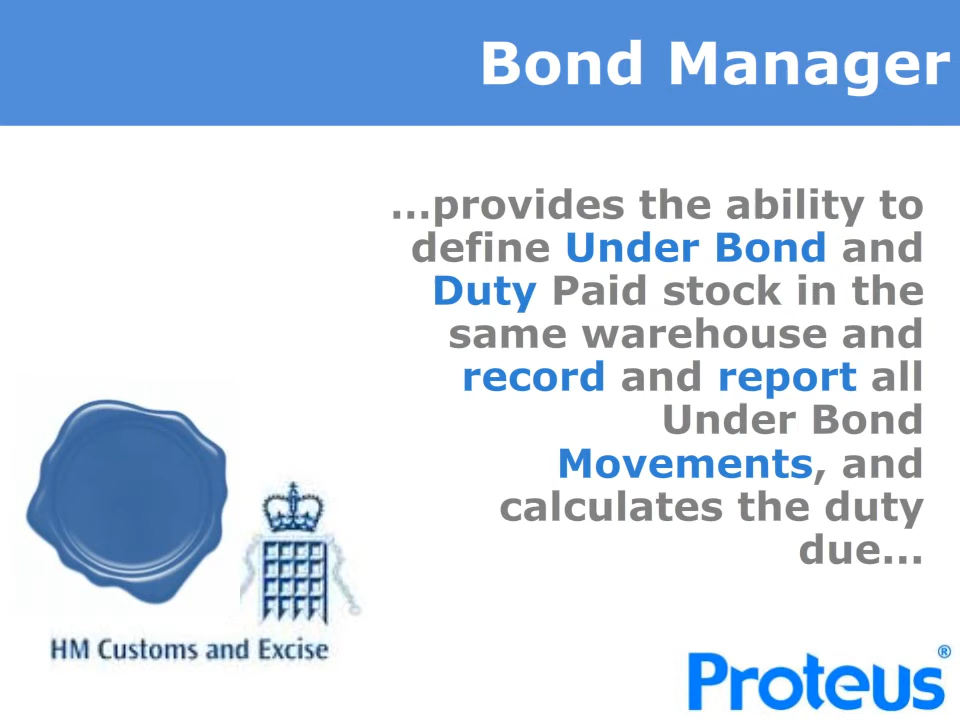 Bond Manager
…provides the ability to
define Under Bond and
Duty Paid stock in the
same warehouse and
record and report all
Under Bond
Movements, and
calculates the duty
due...
HM Customs and Excise
Proteus®